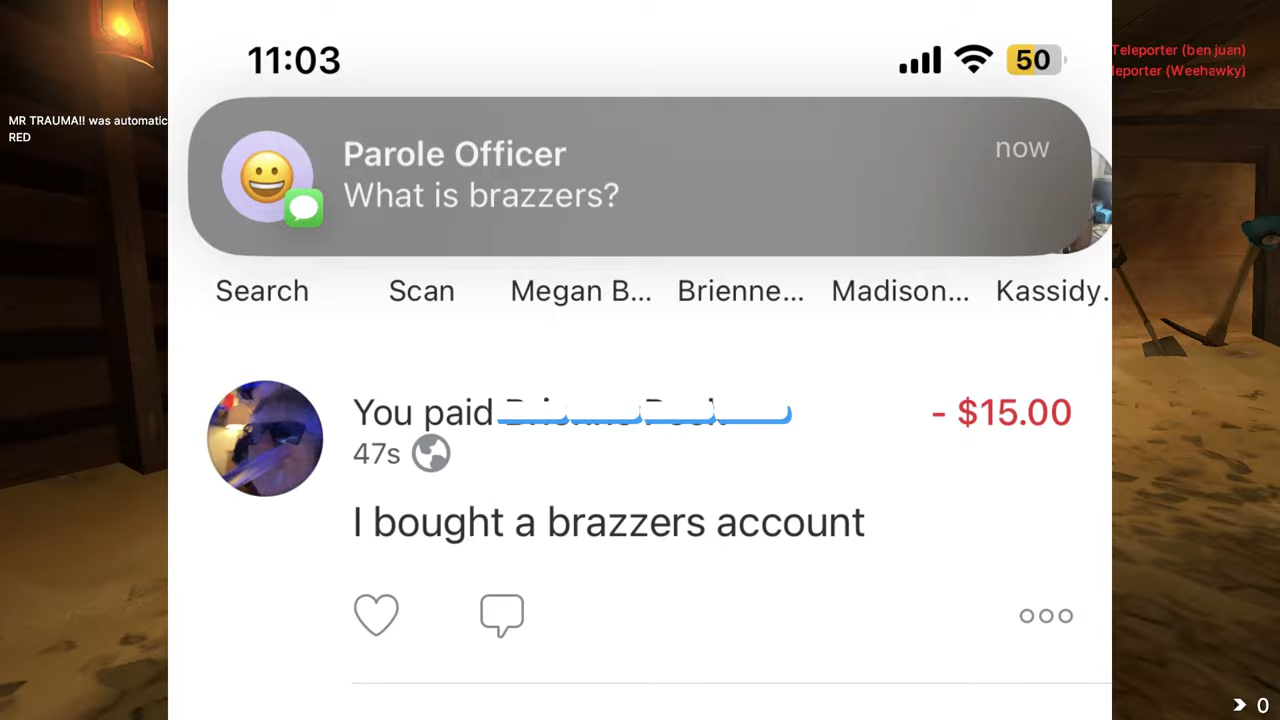 11:03
50
Teleporter (ben juan)
leporter (Weehawky)
MR TRAUMA!! was automatic
RED
Parole Officer
now
What is brazzers?
Search Scan Megan B... Brienne... Madison... Kassidy.
You paid
- $15.00
47s
I bought a brazzers account
0